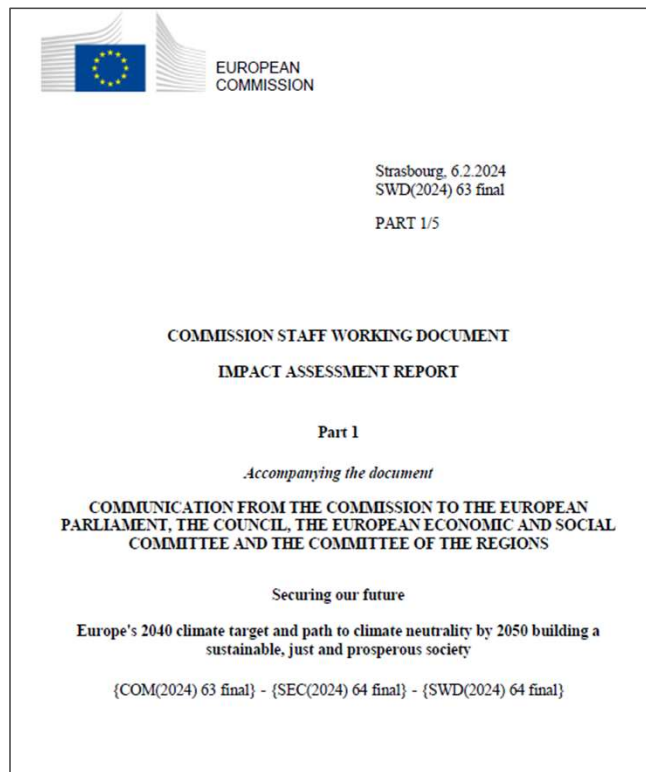 EUROPEAN
COMMISSION
Strasbourg, 6.2.2024
SWD(2024) 63 final
PART 1/5
COMMISSION STAFF WORKING DOCUMENT
IMPACT ASSESSMENT REPORT
Part 1
Accompanying the document
COMMUNICATION FROM THE COMMISSION TO THE EUROPEAN
PARLIAMENT, THE COUNCIL, THE EUROPEAN ECONOMIC AND SOCIAL
COMMITTEE AND THE COMMITTEE OF THE REGIONS
Securing our future
Europe's 2040 climate target and path to climate neutrality by 2050 building a
sustainable, just and prosperous society
{COM(2024) 63 final} - {SEC(2024) 64 final} - {SWD(2024) 64 final}